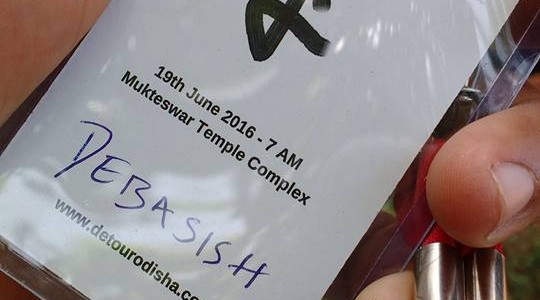 19th June 2016 - 7 AM
Mukteswar Temple Complex
DEBASISH
www.detourodisha.co